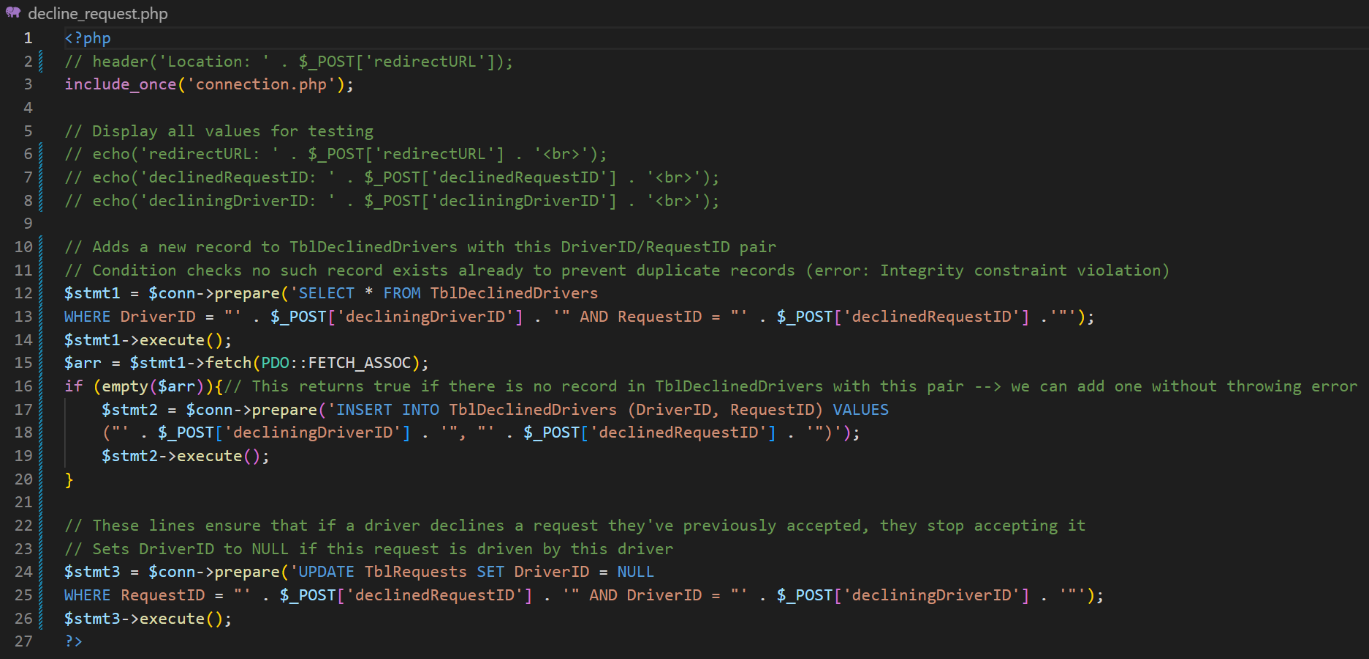 decline_request.php
1 <?php
2 // header('Location: ' . $_POST['redirectURL']);
3 include_once('connection.php');
4
5 // Display all values for testing
6 // echo('redirectURL: ' . $_POST['redirectURL'] . '<br>');
7 // echo('declinedRequestID: ' . $_POST['declinedRequestID'] . '<br>');
8 // echo('decliningDriverID: ' . $_POST['decliningDriverID'] . '<br>');
9
10 // Adds a new record to TblDeclinedDrivers with this DriverID/RequestID pair
11 // Condition checks no such record exists already to prevent duplicate records (error: Integrity constraint violation)
12 $stmt1 = $conn->prepare('SELECT * FROM TblDeclinedDrivers
13 WHERE DriverID = "' . $_POST['decliningDriverID'] . '" AND RequestID = "' . $_POST['declinedRequestID'] .'"');
14 $stmt1->execute();
15 $arr = $stmt1->fetch(PDO::FETCH_ASSOC);
16 if (empty($arr)){// This returns true if there is no record in TblDeclinedDrivers with this pair --> we can add one without throwing error
17     $stmt2 = $conn->prepare('INSERT INTO TblDeclinedDrivers (DriverID, RequestID) VALUES
18     ("' . $_POST['decliningDriverID'] . '", "' . $_POST['declinedRequestID'] . '")');
19     $stmt2->execute();
20 }
21
22 // These lines ensure that if a driver declines a request they've previously accepted, they stop accepting it
23 // Sets DriverID to NULL if this request is driven by this driver
24 $stmt3 = $conn->prepare('UPDATE TblRequests SET DriverID = NULL
25 WHERE RequestID = "' . $_POST['declinedRequestID'] . '" AND DriverID = "' . $_POST['decliningDriverID'] . '"');
26 $stmt3->execute();
27 ?>